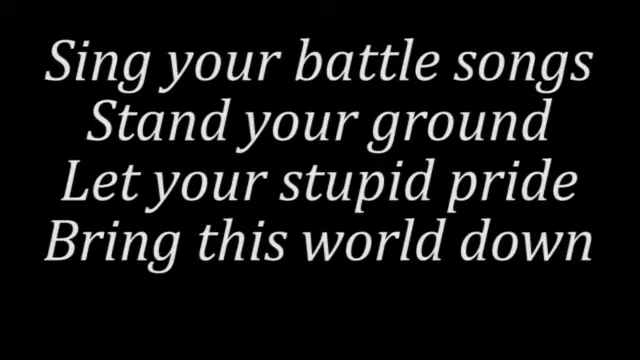 Sing your battle songs
Stand your ground
Let your stupid pride
Bring this world down